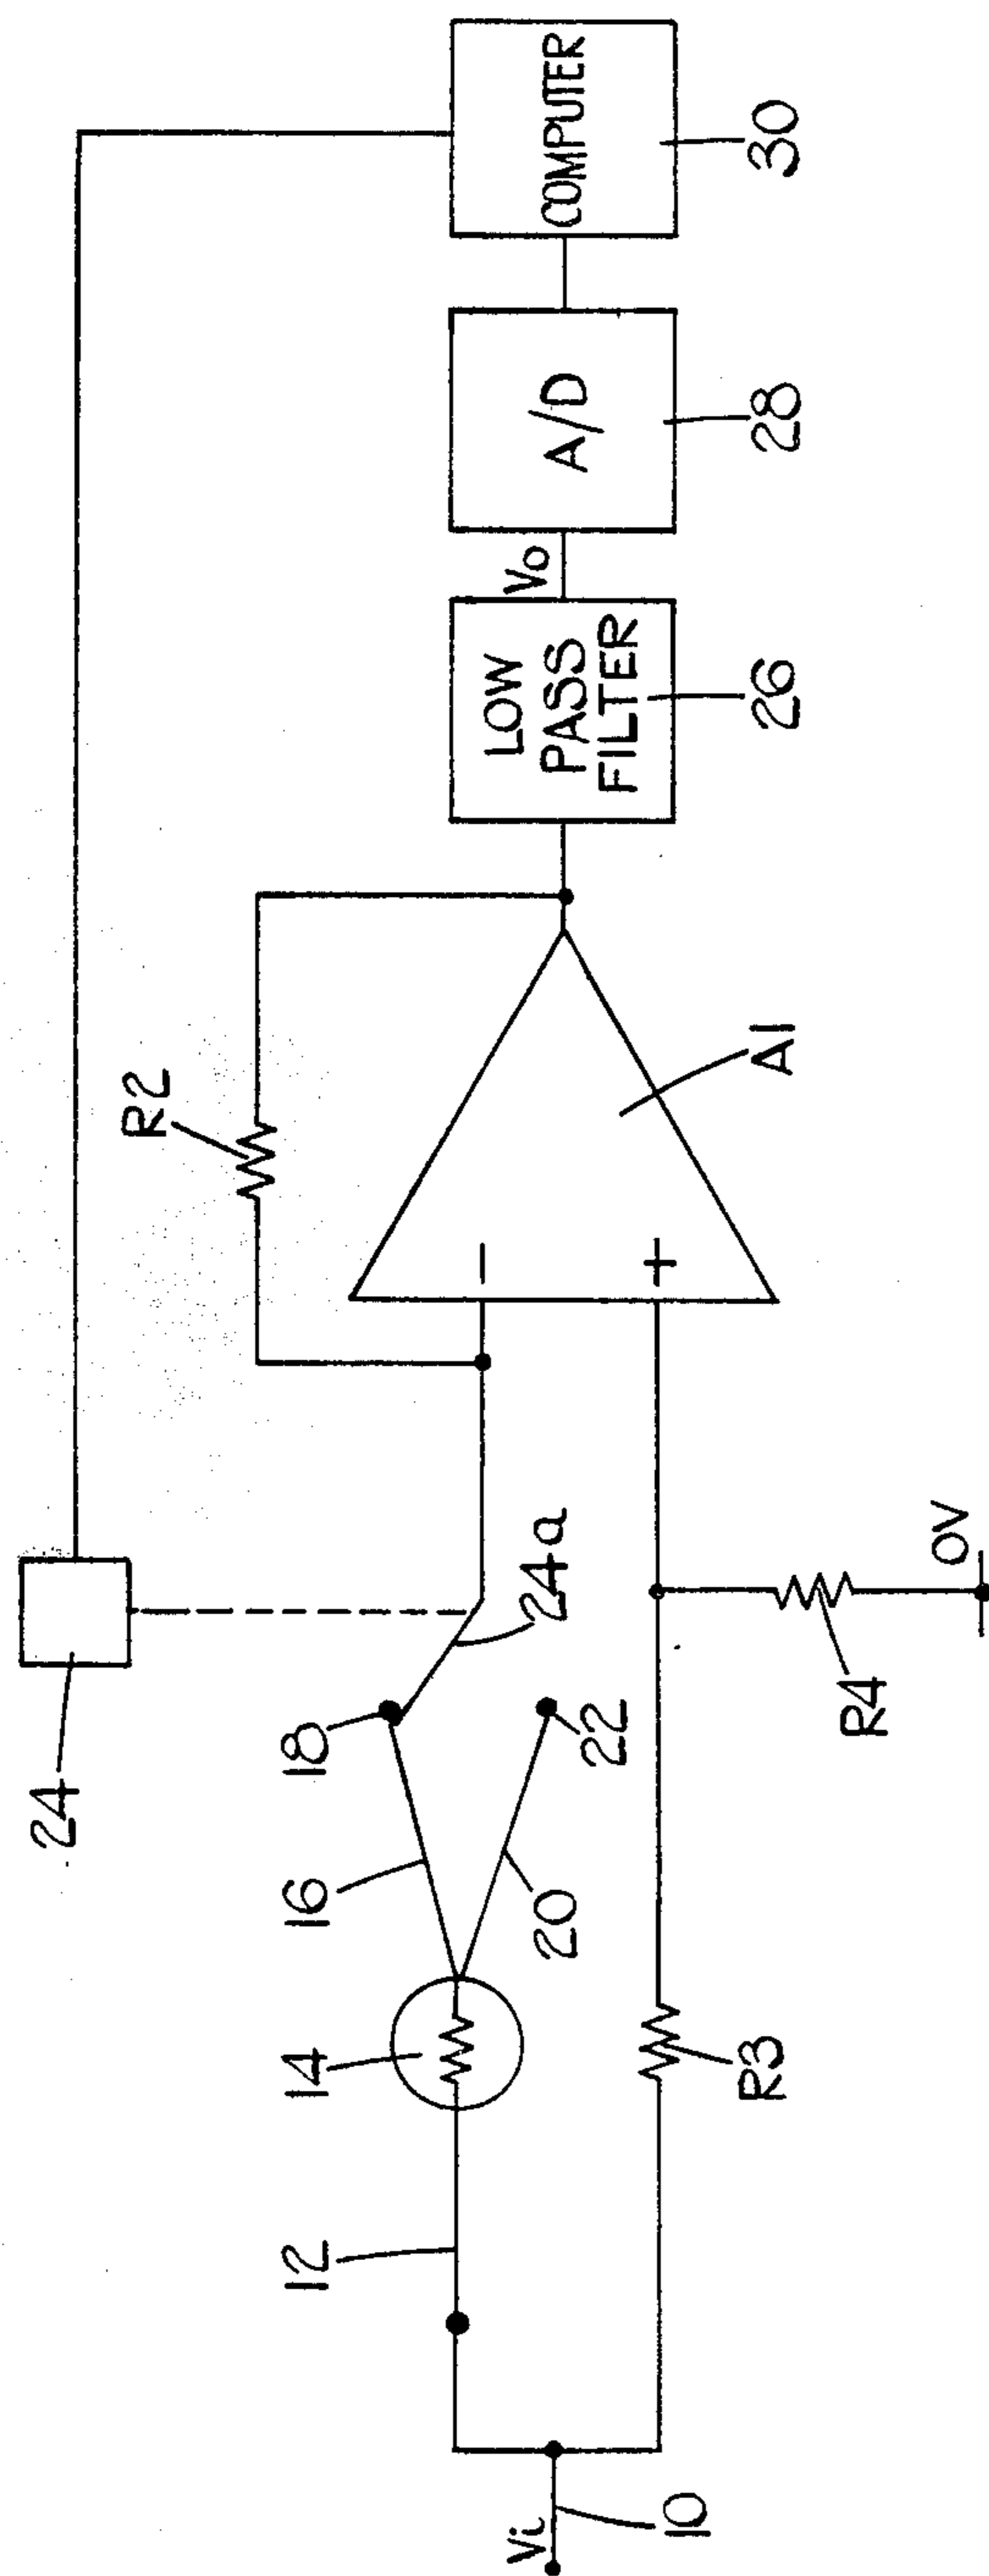 24
R2
COMPUTER
30
A/D
28
Vo
LOW
PASS
FILTER
26
A1
−
+
18
24a
16
14
20
22
12
R3
R4
0V
Vi
10